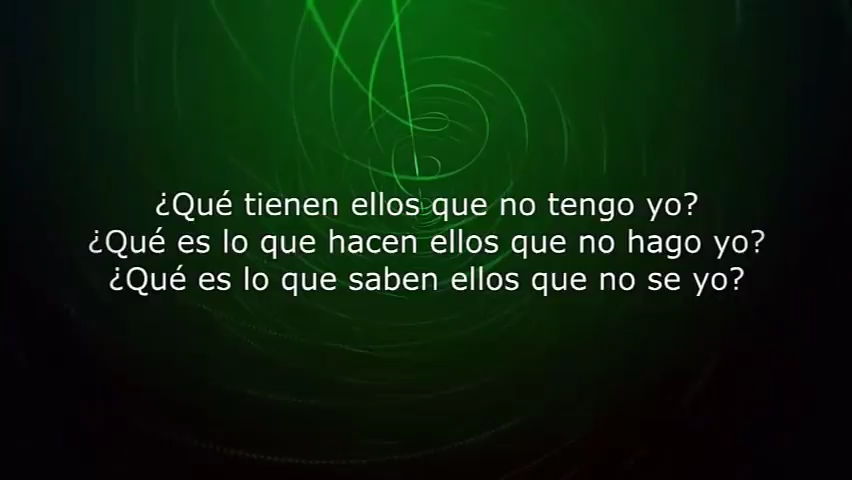 ¿Qué tienen ellos que no tengo yo?
¿Qué es lo que hacen ellos que no hago yo?
¿Qué es lo que saben ellos que no se yo?